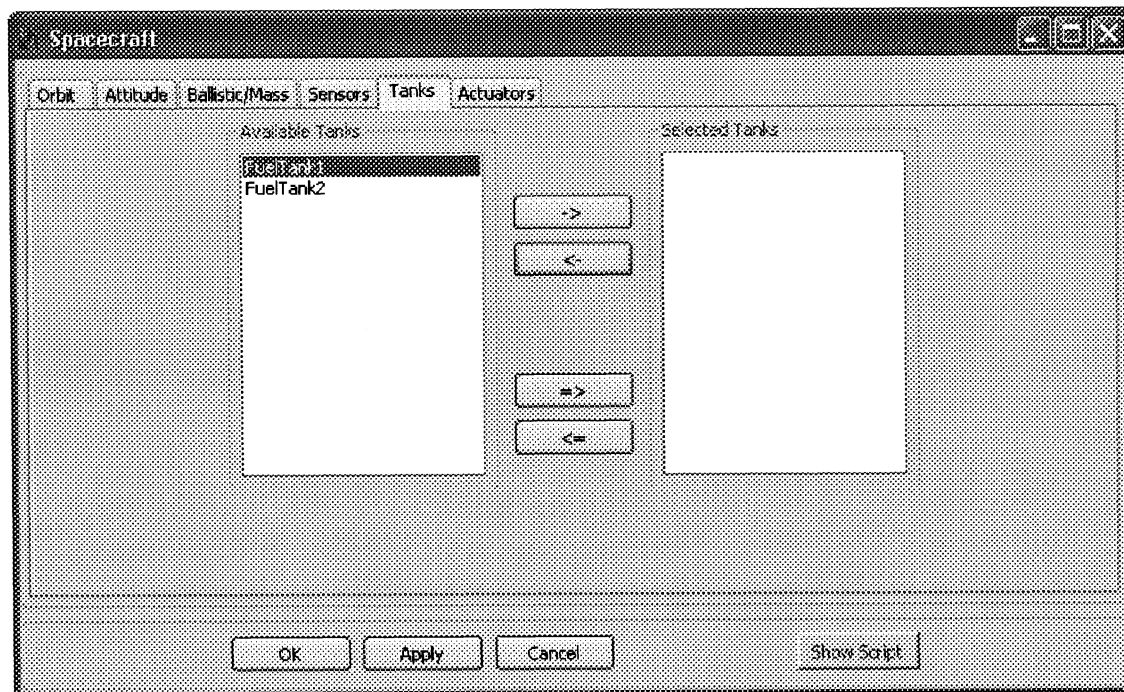 Spacecraft
Orbit Attitude Ballistic/Mass Sensors Tanks Actuators
Available Tanks Selected Tanks
FuelTank1
FuelTank2
->
<-
=>
<=
OK Apply Cancel Show Script